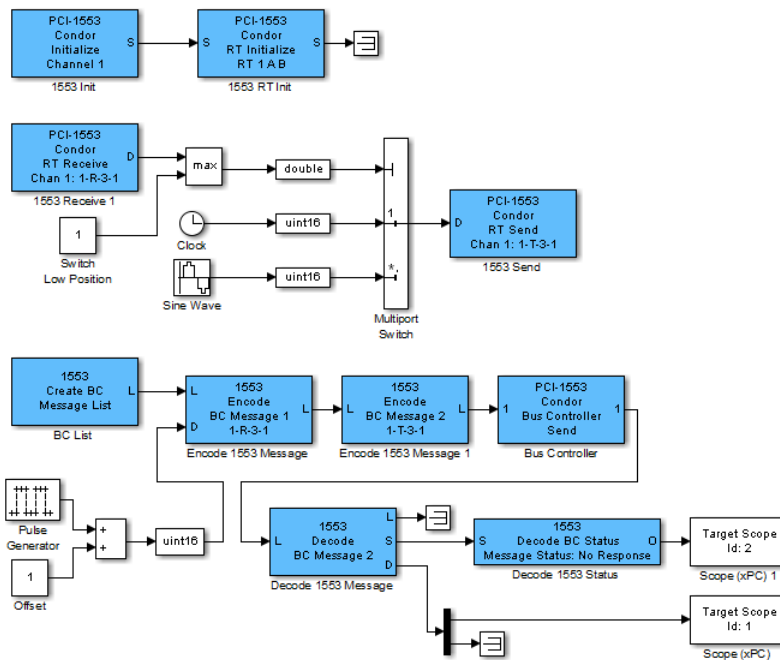 PCI-1553
Condor
Initialize
Channel 1
S
1553 Init
PCI-1553
Condor
RT Initialize
RT 1 A B
S
S
1553 RT Init
PCI-1553
Condor
RT Receive
Chan 1: 1-R-3-1
D
1553 Receive 1
max
double
1
Switch
Low Position
Clock
uint16
Sine Wave
uint16
1
*,
Multiport
Switch
PCI-1553
Condor
RT Send
Chan 1: 1-T-3-1
D
1553 Send
1553
Create BC
Message List
L
BC List
1553
Encode
BC Message 1
1-R-3-1
L
D
L
Encode 1553 Message
1553
Encode
BC Message 2
1-T-3-1
L
L
Encode 1553 Message 1
PCI-1553
Condor
Bus Controller
Send
1
1
Bus Controller
Pulse
Generator
1
Offset
+
+
uint16
1553
Decode
BC Message 2
L
L
S
D
Decode 1553 Message
1553
Decode BC Status
Message Status: No Response
S
O
Decode 1553 Status
Target Scope
Id: 2
Scope (xPC) 1
Target Scope
Id: 1
Scope (xPC)